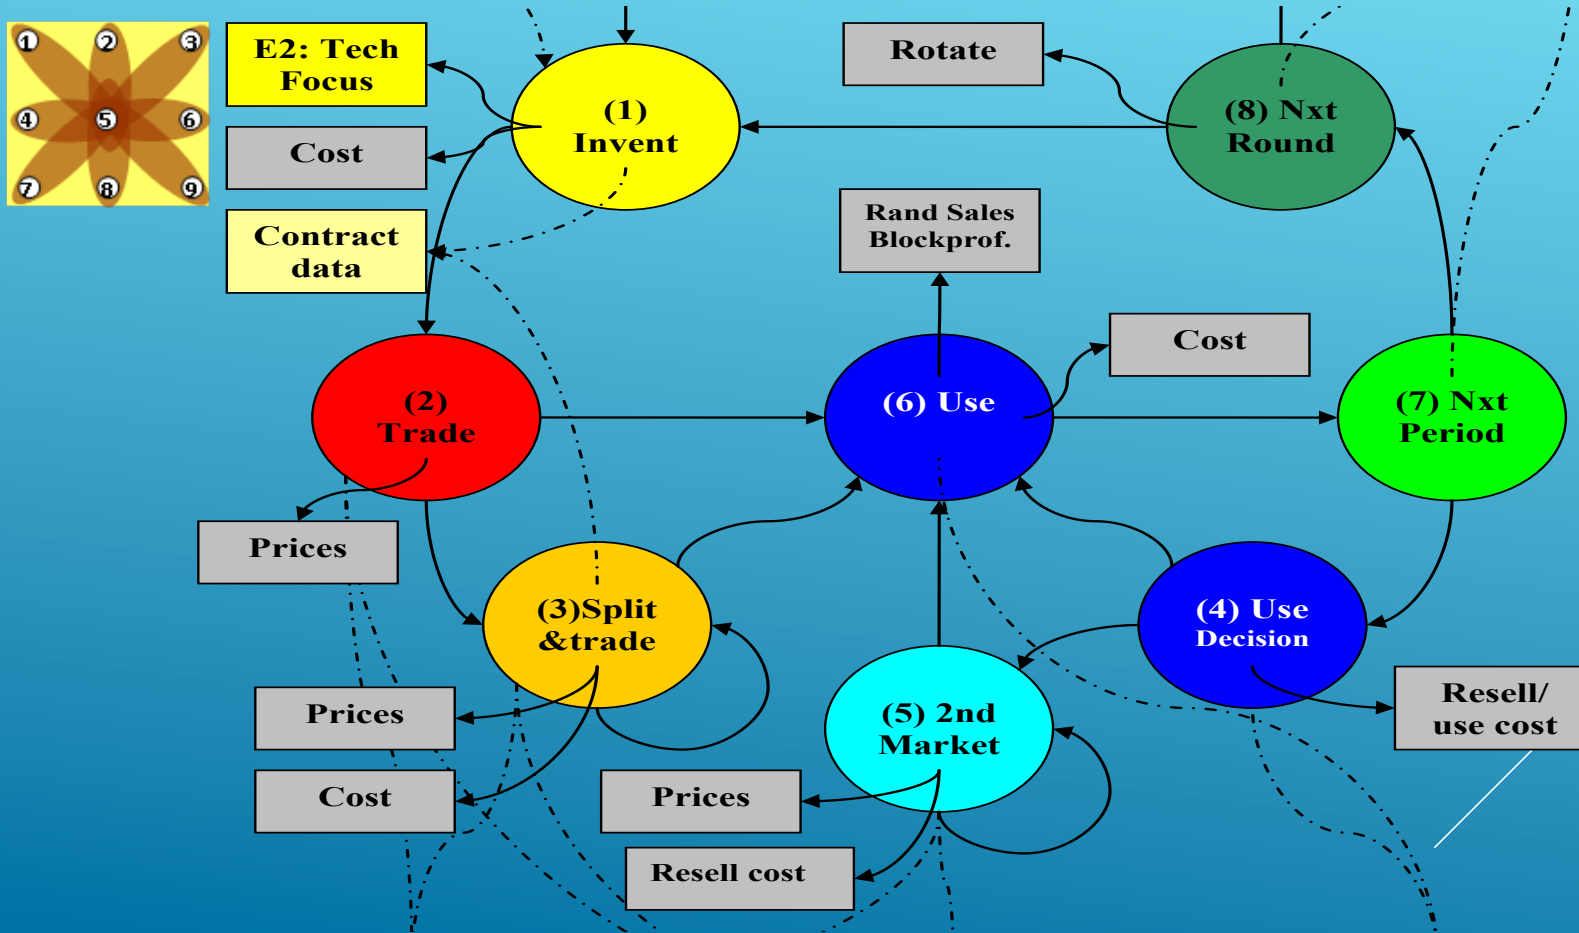 1 2 3
4 5 6
7 8 9
E2: Tech
Focus
Cost
Contract
data
(1)
Invent
Rotate
(8) Nxt
Round
Rand Sales
Blockprof.
Cost
(2)
Trade
(6) Use
(7) Nxt
Period
Prices
(3)Split
&trade
(4) Use
Decision
Prices
Cost
(5) 2nd
Market
Resell/
use cost
Prices
Resell cost